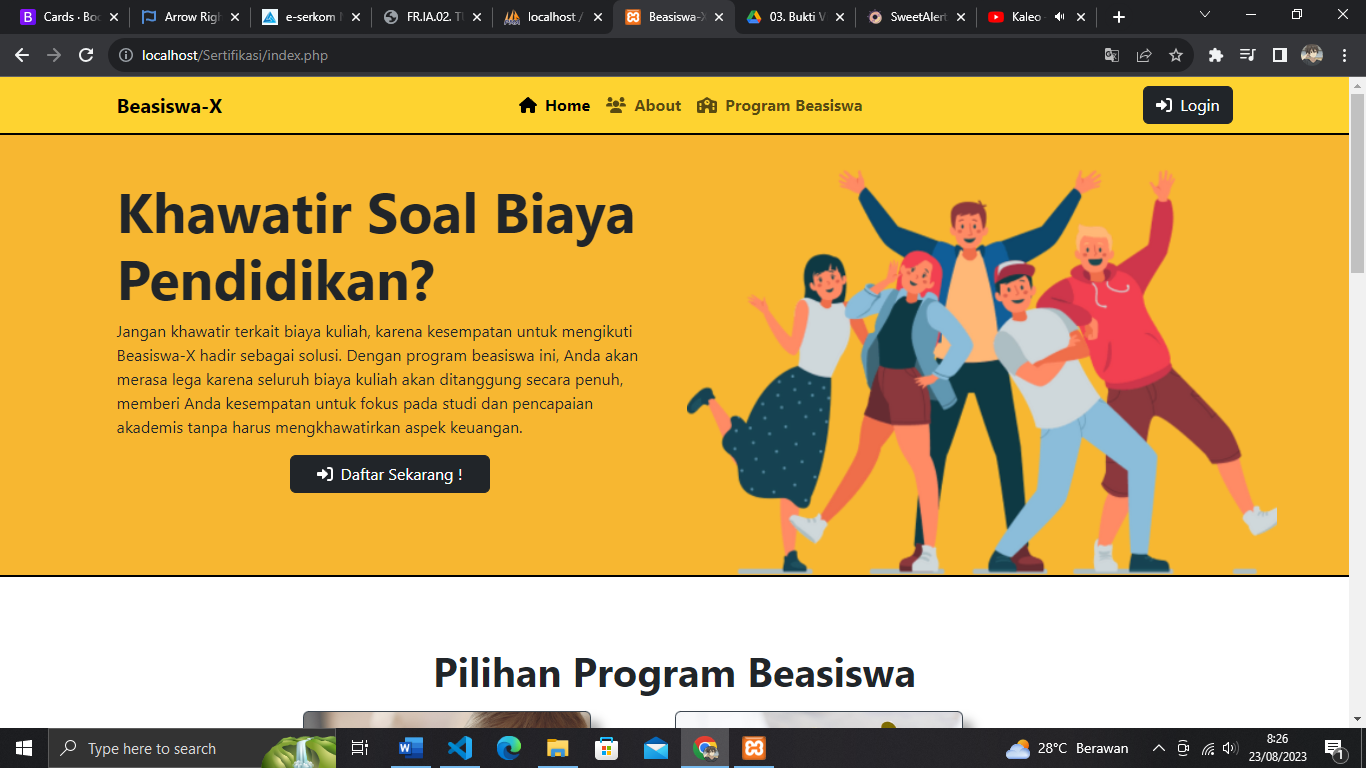 Cards · Bo
Arrow Righ
e-serkom
FR.IA.02. T
localhost /
Beasiswa-X
03. Bukti
SweetAlert
Kaleo
localhost/Sertifikasi/index.php
Beasiswa-X
Home
About
Program Beasiswa
Login
Khawatir Soal Biaya
Pendidikan?
Jangan khawatir terkait biaya kuliah, karena kesempatan untuk mengikuti
Beasiswa-X hadir sebagai solusi. Dengan program beasiswa ini, Anda akan
merasa lega karena seluruh biaya kuliah akan ditanggung secara penuh,
memberi Anda kesempatan untuk fokus pada studi dan pencapaian
akademis tanpa harus mengkhawatirkan aspek keuangan.
Daftar Sekarang !
Pilihan Program Beasiswa
Type here to search
28°C Berawan
8:26
23/08/2023
1